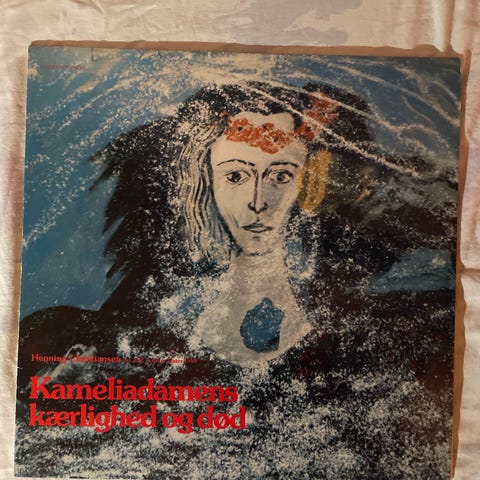 Henning Christiansen
Kameliadamens
kærlighed og død